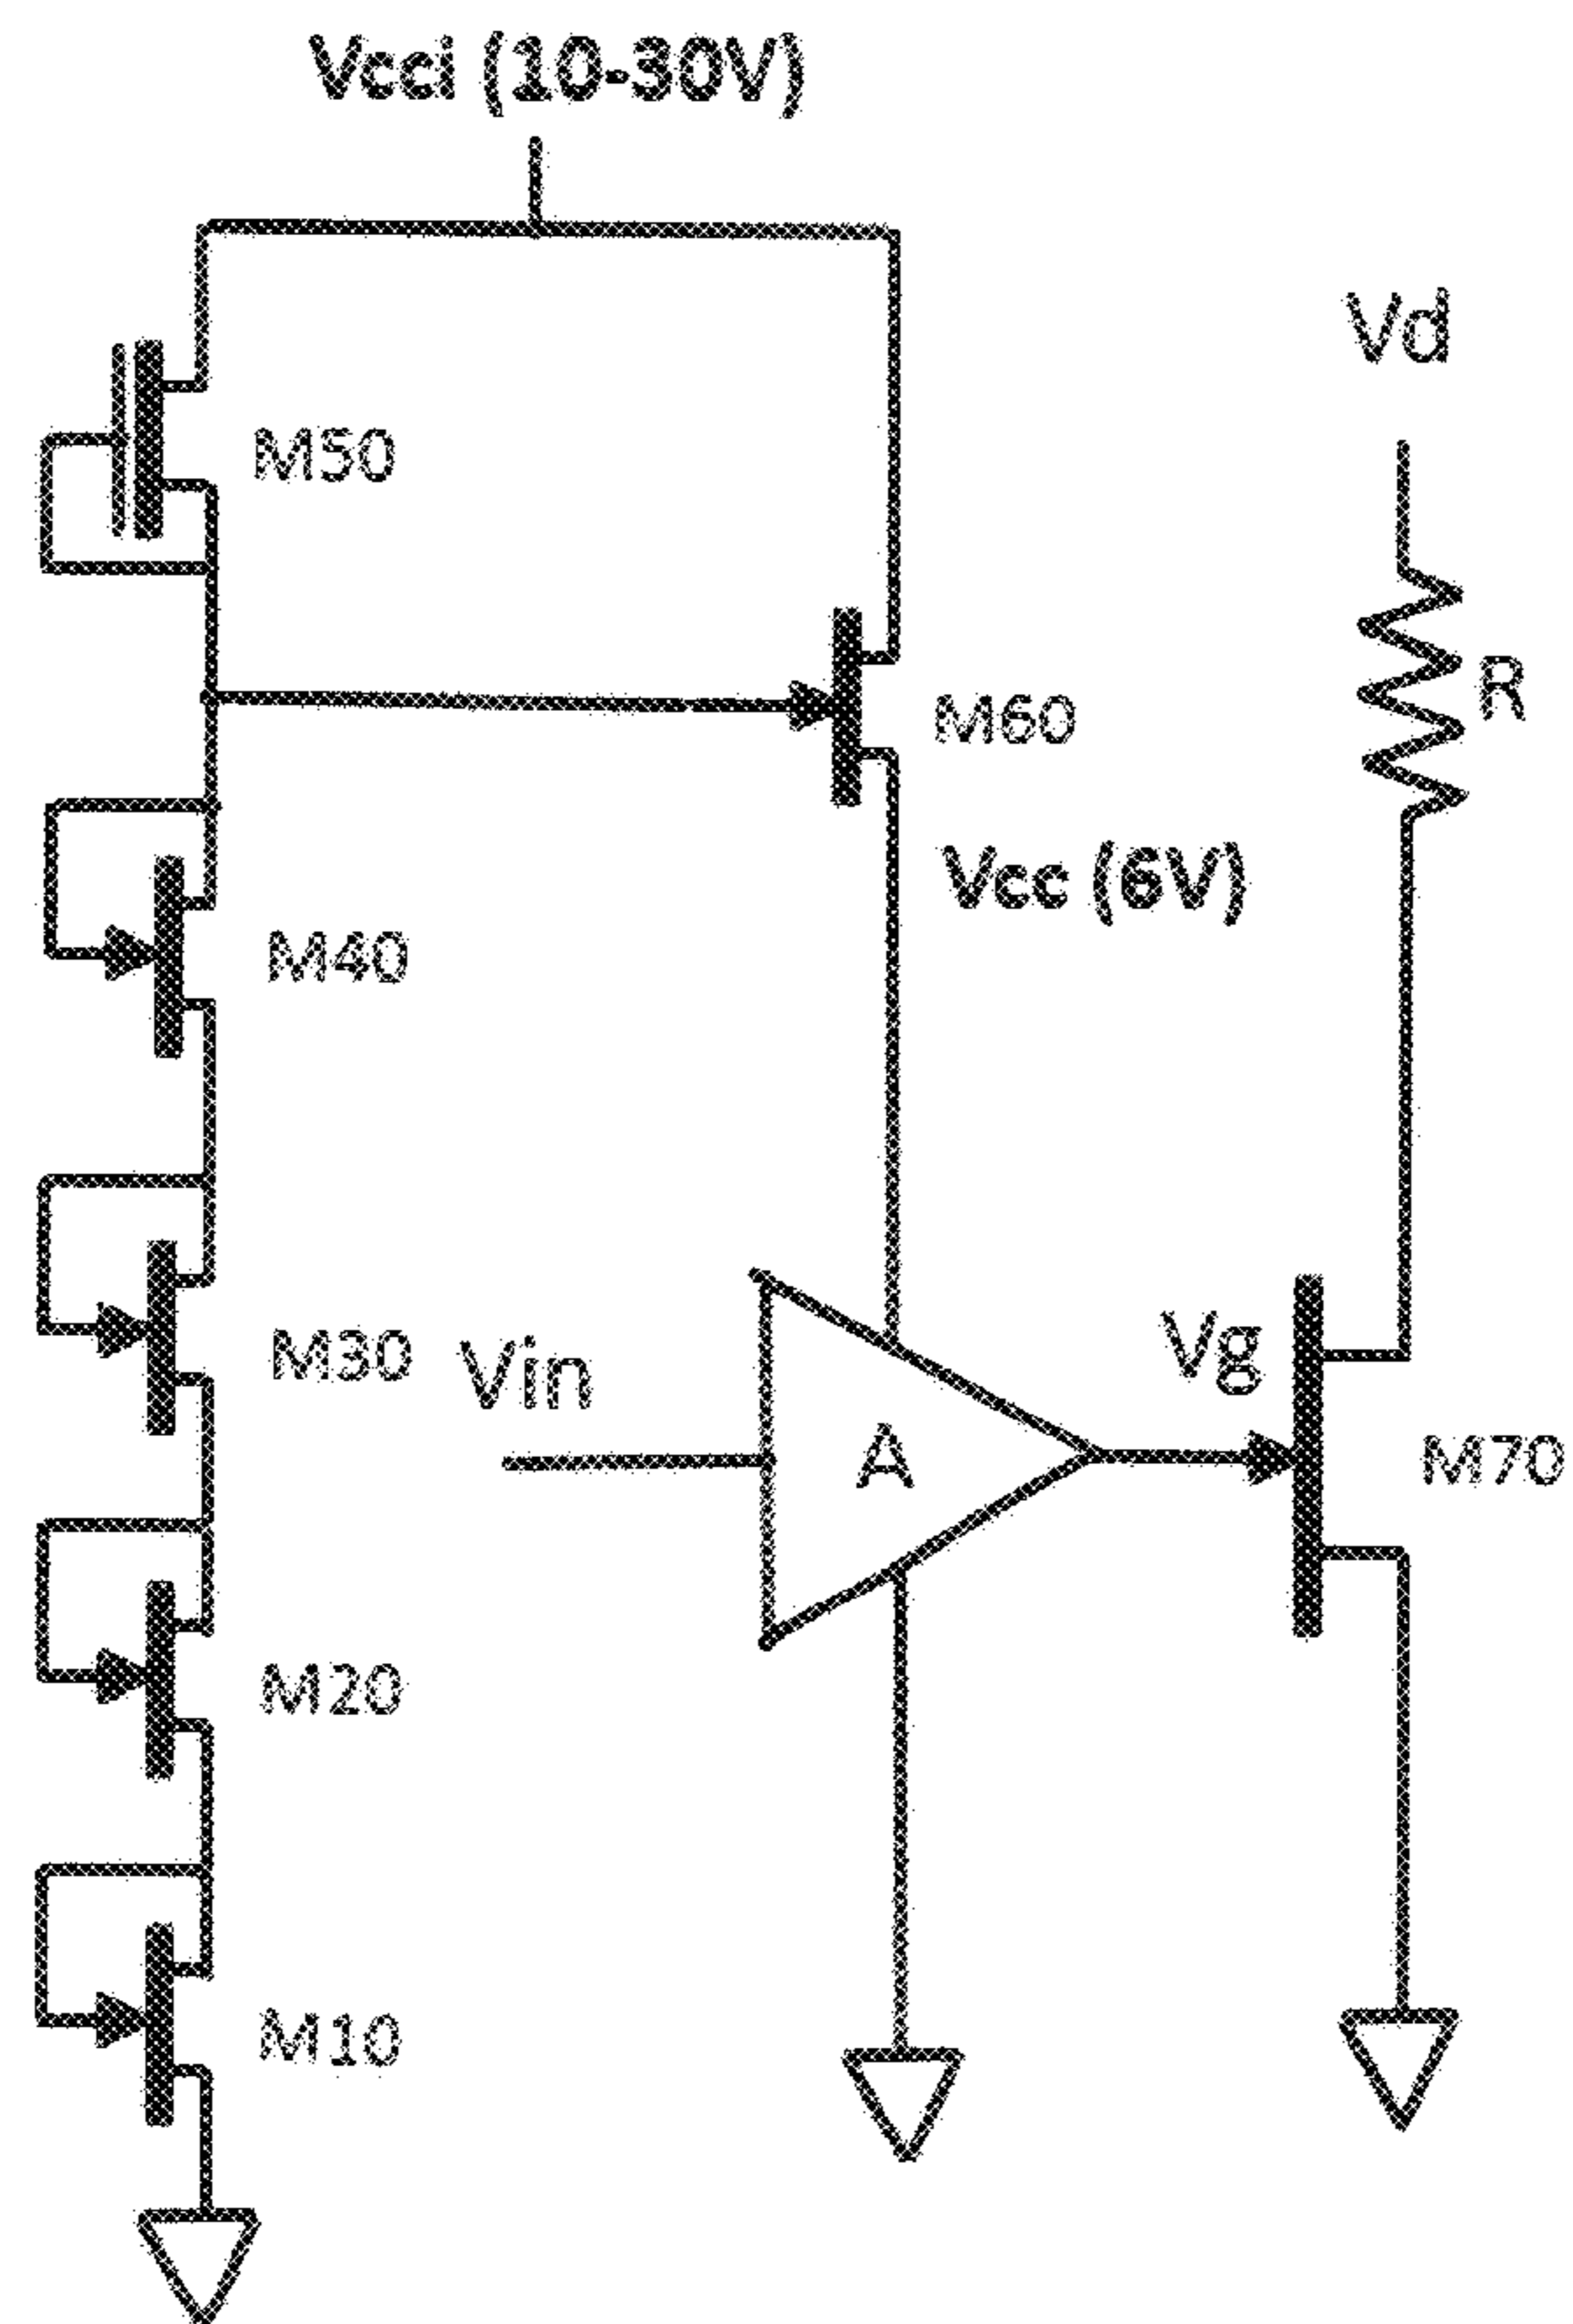 Vcci (10-30V)
Vd
M50
R
M60
Vcc (6V)
M40
Vg
M30
Vin
A
M70
M20
M10